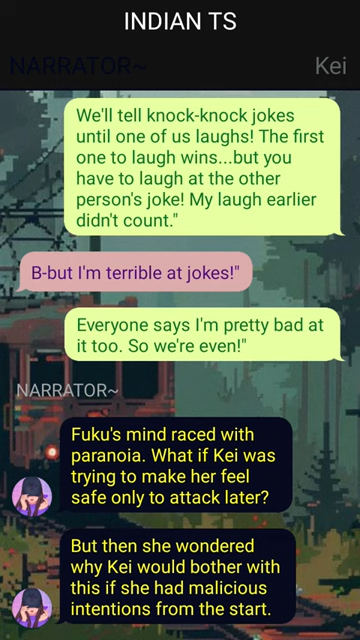 INDIAN TS
NARRATOR~
Kei
We'll tell knock-knock jokes
until one of us laughs! The first
one to laugh wins...but you
have to laugh at the other
person's joke! My laugh earlier
didn't count."
B-but I'm terrible at jokes!"
Everyone says I'm pretty bad at
it too. So we're even!"
NARRATOR~
Fuku's mind raced with
paranoia. What if Kei was
trying to make her feel
safe only to attack later?
But then she wondered
why Kei would bother with
this if she had malicious
intentions from the start.